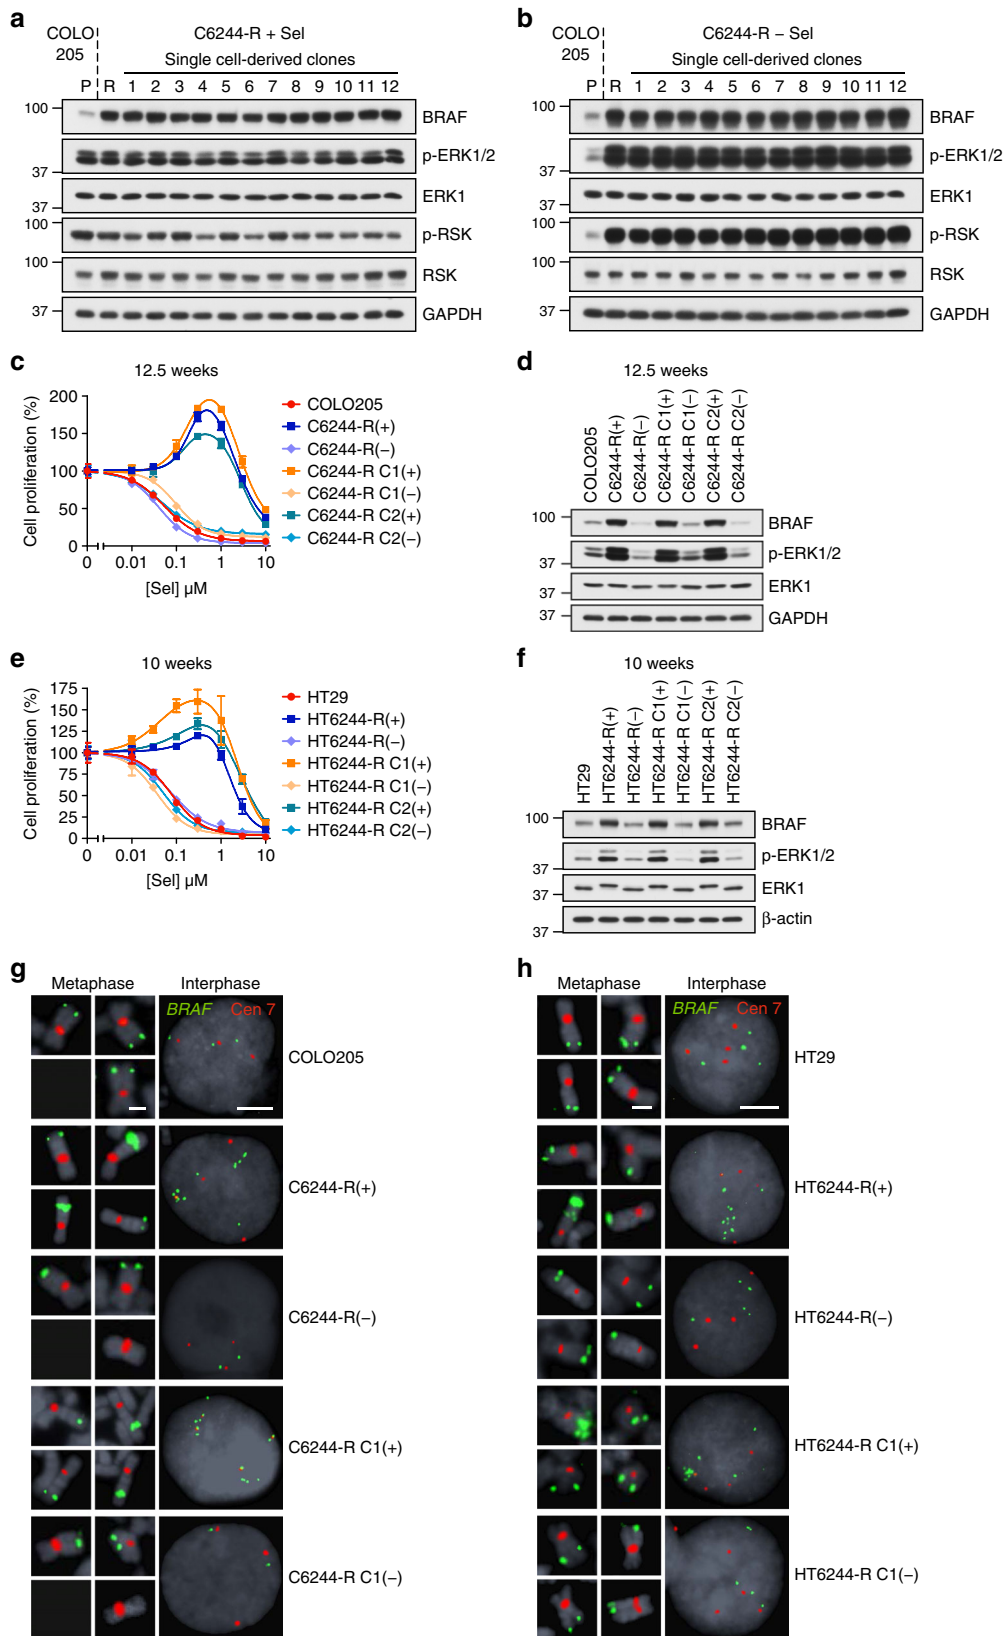 a
COLO 205
C6244-R + Sel
Single cell-derived clones
P R 1 2 3 4 5 6 7 8 9 10 11 12
100
BRAF
p-ERK1/2
37
ERK1
37
100
p-RSK
100
RSK
37
GAPDH
b
COLO 205
C6244-R − Sel
Single cell-derived clones
P R 1 2 3 4 5 6 7 8 9 10 11 12
100
BRAF
p-ERK1/2
37
ERK1
37
100
p-RSK
100
RSK
37
GAPDH
c
12.5 weeks
Cell proliferation (%)
200
150
100
50
0
0 0.01 0.1 1 10
[Sel] μM
COLO205
C6244-R(+)
C6244-R(−)
C6244-R C1(+)
C6244-R C1(−)
C6244-R C2(+)
C6244-R C2(−)
d
12.5 weeks
COLO205
C6244-R(+)
C6244-R(−)
C6244-R C1(+)
C6244-R C1(−)
C6244-R C2(+)
C6244-R C2(−)
100
BRAF
p-ERK1/2
37
ERK1
37
37
GAPDH
e
10 weeks
Cell proliferation (%)
175
150
125
100
75
50
25
0
0 0.01 0.1 1 10
[Sel] μM
HT29
HT6244-R(+)
HT6244-R(−)
HT6244-R C1(+)
HT6244-R C1(−)
HT6244-R C2(+)
HT6244-R C2(−)
f
10 weeks
HT29
HT6244-R(+)
HT6244-R(−)
HT6244-R C1(+)
HT6244-R C1(−)
HT6244-R C2(+)
HT6244-R C2(−)
100
BRAF
p-ERK1/2
37
ERK1
37
β-actin
37
g
Metaphase
Interphase
BRAF Cen 7
COLO205
C6244-R(+)
C6244-R(−)
C6244-R C1(+)
C6244-R C1(−)
h
Metaphase
Interphase
BRAF Cen 7
HT29
HT6244-R(+)
HT6244-R(−)
HT6244-R C1(+)
HT6244-R C1(−)